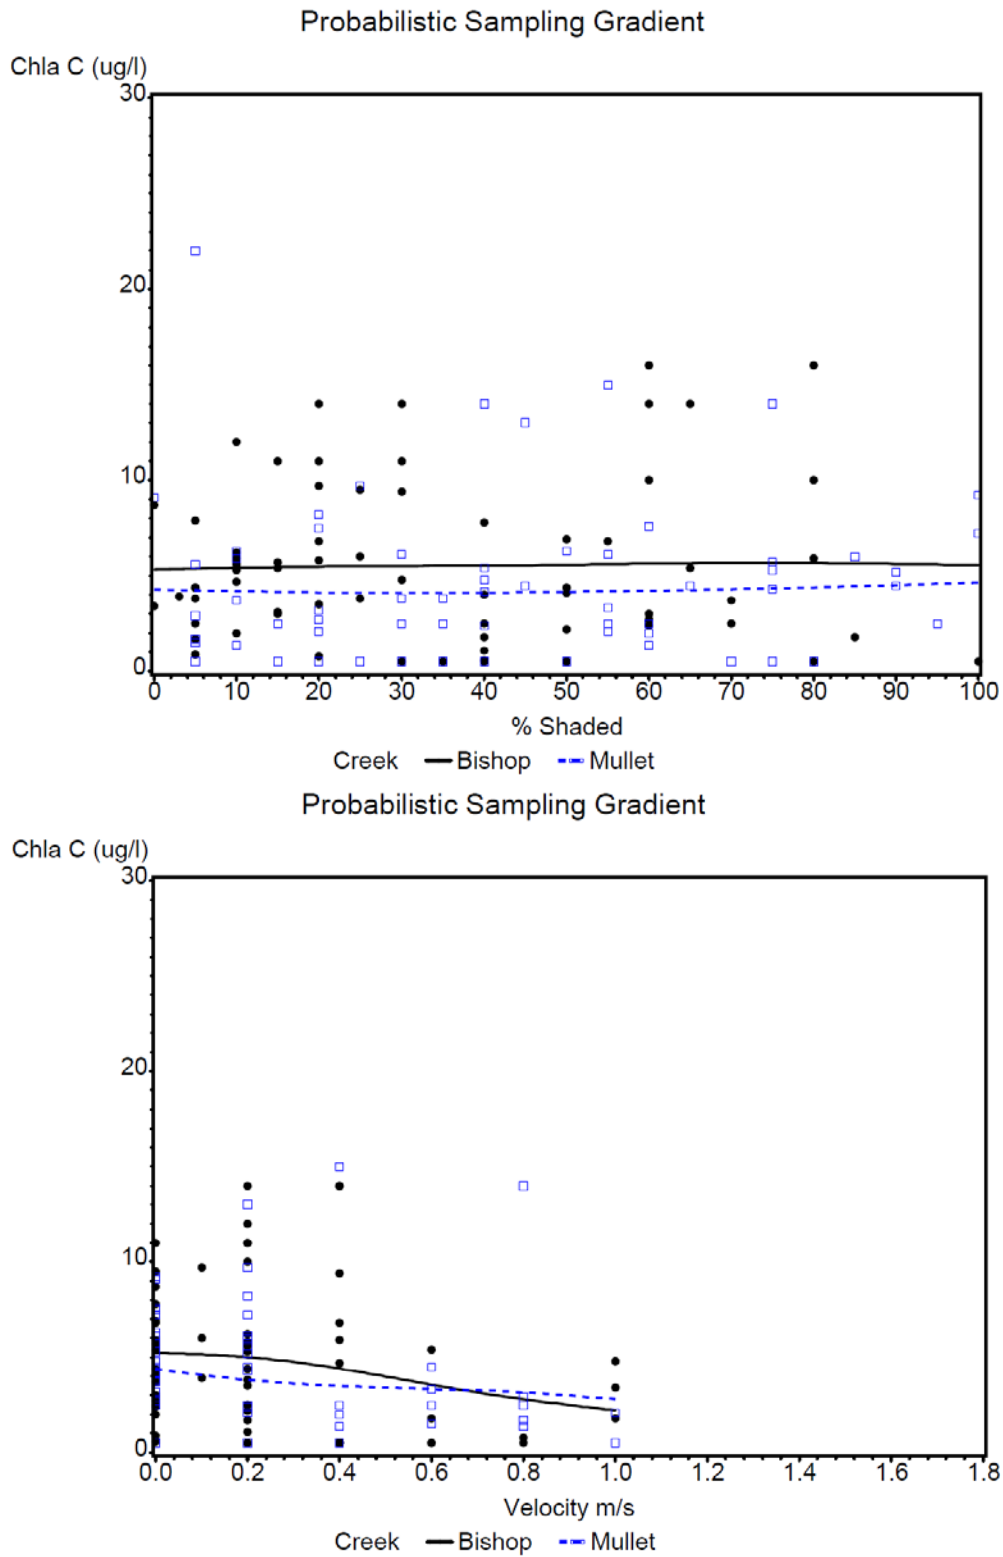 Probabilistic Sampling Gradient
Chla C (ug/l)
30
20
10
0
0 10 20 30 40 50 60 70 80 90 100
% Shaded
Creek Bishop Mullet
Probabilistic Sampling Gradient
Chla C (ug/l)
30
20
10
0
0.0 0.2 0.4 0.6 0.8 1.0 1.2 1.4 1.6 1.8
Velocity m/s
Creek Bishop Mullet